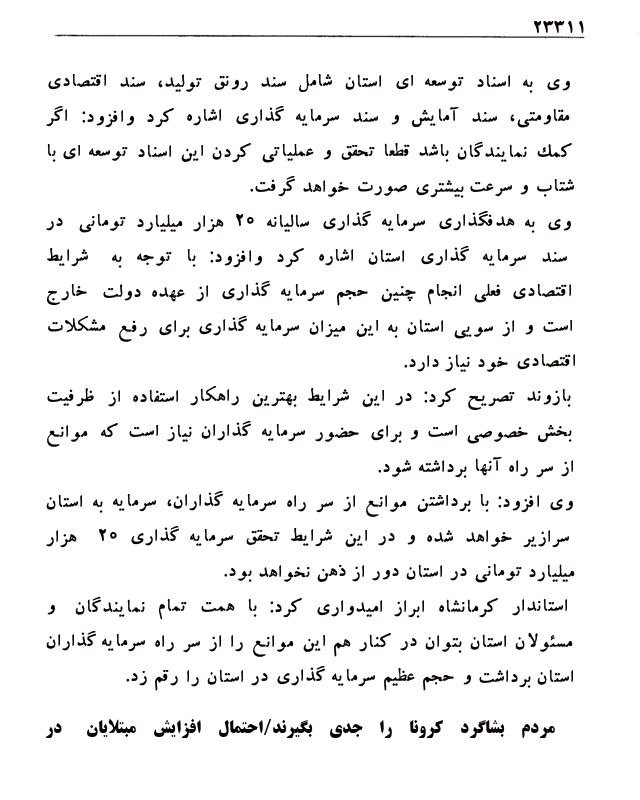 ۲۳۳۱۱
وی به اسناد توسعه ای استان شامل سند رونق تولید، سند اقتصادی
مقاومتی، سند آمایش و سند سرمایه گذاری اشاره کرد وافزود: اگر
کمك نمایندگان باشد قطعا تحقق و عملیاتی کردن این اسناد توسعه ای با
شتاب و سرعت بیشتری صورت خواهد گرفت.
وی به هدفگذاری سرمایه گذاری سالیانه ۲۵ هزار میلیارد تومانی در
سند سرمایه گذاری استان اشاره کرد وافزود: با توجه به شرایط
اقتصادی فعلی انجام چنین حجم سرمایه گذاری از عهده دولت خارج
است و از سویی استان به این میزان سرمایه گذاری برای رفع مشکلات
اقتصادی خود نیاز دارد.
بازوند تصریح کرد: در این شرایط بهترین راهکار استفاده از ظرفیت
بخش خصوصی است و برای حضور سرمایه گذاران نیاز است که موانع
از سر راه آنها برداشته شود.
وی افزود: با برداشتن موانع از سر راه سرمایه گذاران، سرمایه به استان
سرازیر خواهد شده و در این شرایط تحقق سرمایه گذاری ۲۵ هزار
میلیارد تومانی در استان دور از ذهن نخواهد بود.
استاندار کرمانشاه ابراز امیدواری کرد: با همت تمام نمایندگان و
مسئولان استان بتوان در کنار هم این موانع را از سر راه سرمایه گذاران
استان برداشت و حجم عظیم سرمایه گذاری در استان را رقم زد.
مردم بشاگرد کرونا را جدی بگیرند/احتمال افزایش مبتلایان در